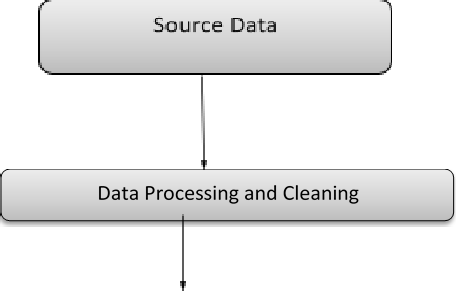 Source Data
Data Processing and Cleaning